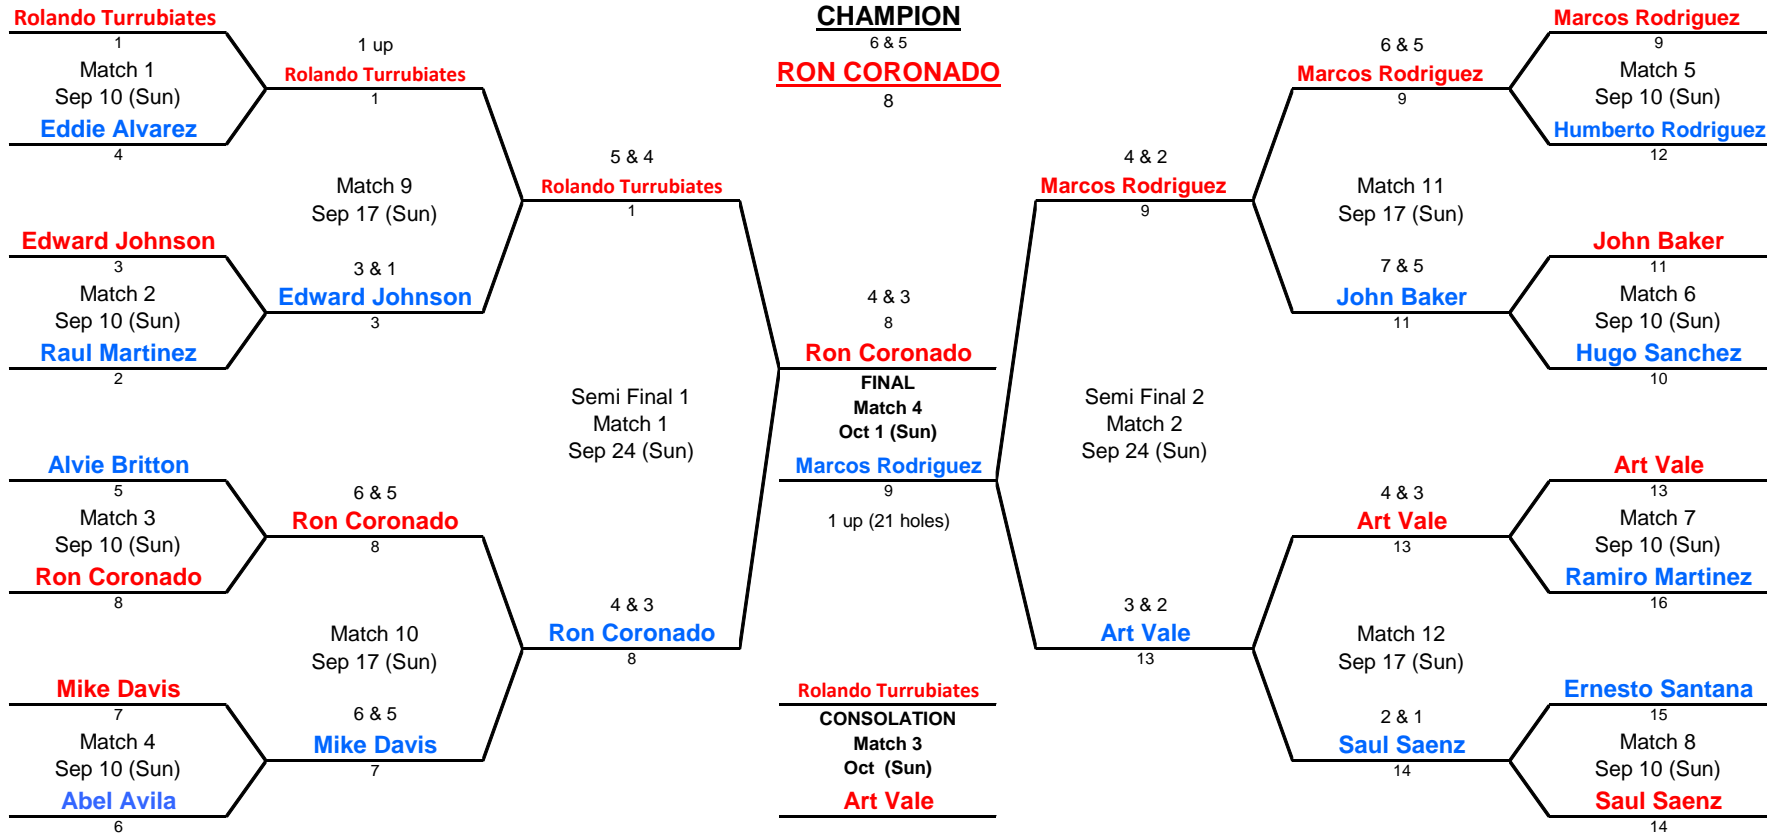 Rolando Turrubiates
1
Match 1
Sep 10 (Sun)
Eddie Alvarez
4
Edward Johnson
3
Match 2
Sep 10 (Sun)
Raul Martinez
2
Alvie Britton
5
Match 3
Sep 10 (Sun)
Ron Coronado
8
Mike Davis
7
Match 4
Sep 10 (Sun)
Abel Avila
6
1 up
Rolando Turrubiates
1
Match 9
Sep 17 (Sun)
3 & 1
Edward Johnson
3
6 & 5
Ron Coronado
8
Match 10
Sep 17 (Sun)
6 & 5
Mike Davis
7
5 & 4
Rolando Turrubiates
1
Semi Final 1
Match 1
Sep 24 (Sun)
4 & 3
Ron Coronado
8
CHAMPION
6 & 5
RON CORONADO
8
4 & 3
8
Ron Coronado
FINAL
Match 4
Oct 1 (Sun)
Marcos Rodriguez
9
1 up (21 holes)
Rolando Turrubiates
CONSOLATION
Match 3
Oct (Sun)
Art Vale
4 & 2
Marcos Rodriguez
9
Semi Final 2
Match 2
Sep 24 (Sun)
3 & 2
Art Vale
13
6 & 5
Marcos Rodriguez
9
Match 11
Sep 17 (Sun)
7 & 5
John Baker
11
4 & 3
Art Vale
13
Match 12
Sep 17 (Sun)
2 & 1
Saul Saenz
14
Marcos Rodriguez
9
Match 5
Sep 10 (Sun)
Humberto Rodriguez
12
John Baker
11
Match 6
Sep 10 (Sun)
Hugo Sanchez
10
Art Vale
13
Match 7
Sep 10 (Sun)
Ramiro Martinez
16
Ernesto Santana
15
Match 8
Sep 10 (Sun)
Saul Saenz
14